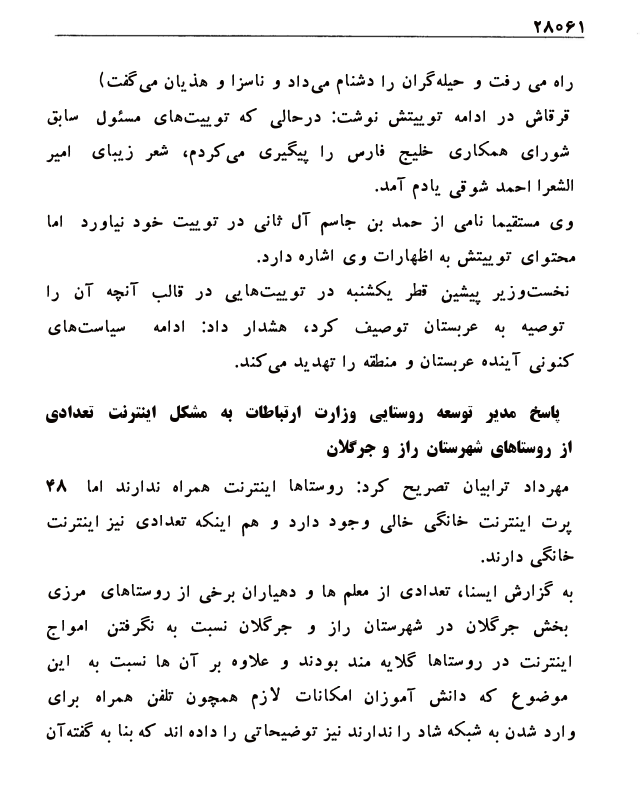 ۲۸۰۶۱
راه می رفت و حیله‌گران را دشنام می‌داد و ناسزا و هذیان می‌گفت)
قرقاش در ادامه توییتش نوشت: درحالی که توییت‌های مسئول سابق
شورای همکاری خلیج فارس را پیگیری می‌کردم، شعر زیبای امیر
الشعرا احمد شوقی یادم آمد.
وی مستقیما نامی از حمد بن جاسم آل ثانی در توییت خود نیاورد اما
محتوای توییتش به اظهارات وی اشاره دارد.
نخست‌وزیر پیشین قطر یکشنبه در توییت‌هایی در قالب آنچه آن را
توصیه به عربستان توصیف کرد، هشدار داد: ادامه سیاست‌های
کنونی آینده عربستان و منطقه را تهدید می‌کند.
پاسخ مدیر توسعه روستایی وزارت ارتباطات به مشکل اینترنت تعدادی
از روستاهای شهرستان راز و جرگلان
مهرداد ترابیان تصریح کرد: روستاها اینترنت همراه ندارند اما ۴۸
پرت اینترنت خانگی خالی وجود دارد و هم اینکه تعدادی نیز اینترنت
خانگی دارند.
به گزارش ایسنا، تعدادی از معلم ها و دهیاران برخی از روستاهای مرزی
بخش جرگلان در شهرستان راز و جرگلان نسبت به نگرفتن امواج
اینترنت در روستاها گلایه مند بودند و علاوه بر آن ها نسبت به این
موضوع که دانش آموزان امکانات لازم همچون تلفن همراه برای
وارد شدن به شبکه شاد را ندارند نیز توضیحاتی را داده اند که بنا به گفته‌آن